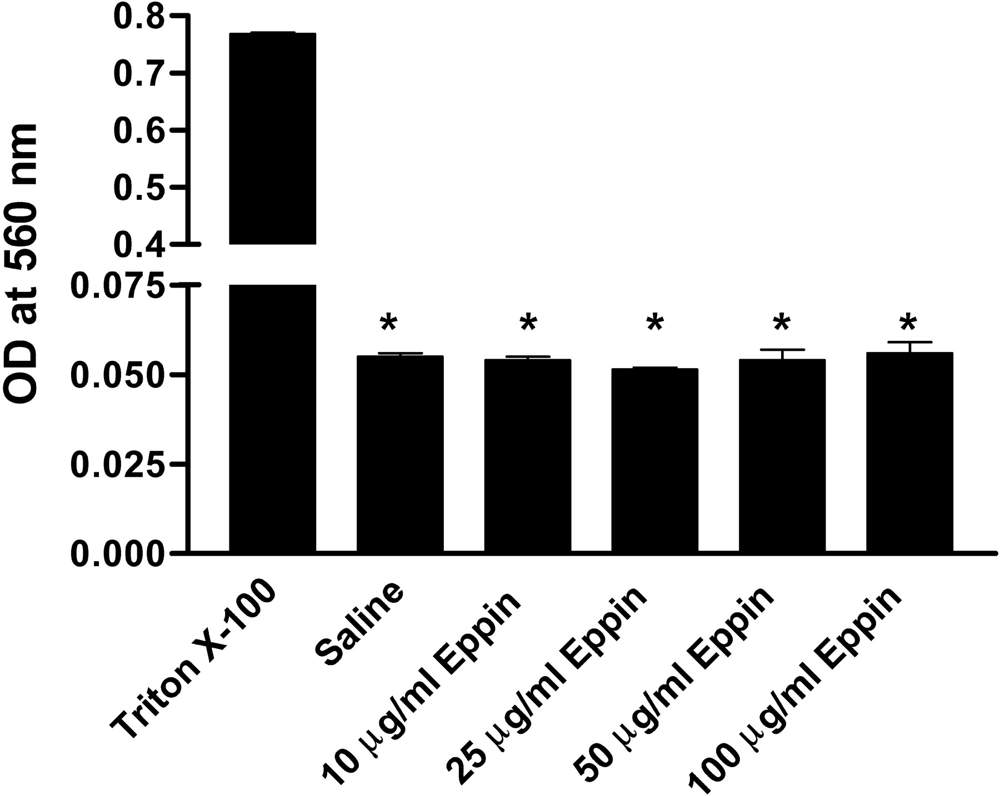 OD at 560 nm
0.8
0.7
0.6
0.5
0.4
0.075
0.050
0.025
0.000
* * * * *
Triton X-100
Saline
10 μg/ml Eppin
25 μg/ml Eppin
50 μg/ml Eppin
100 μg/ml Eppin